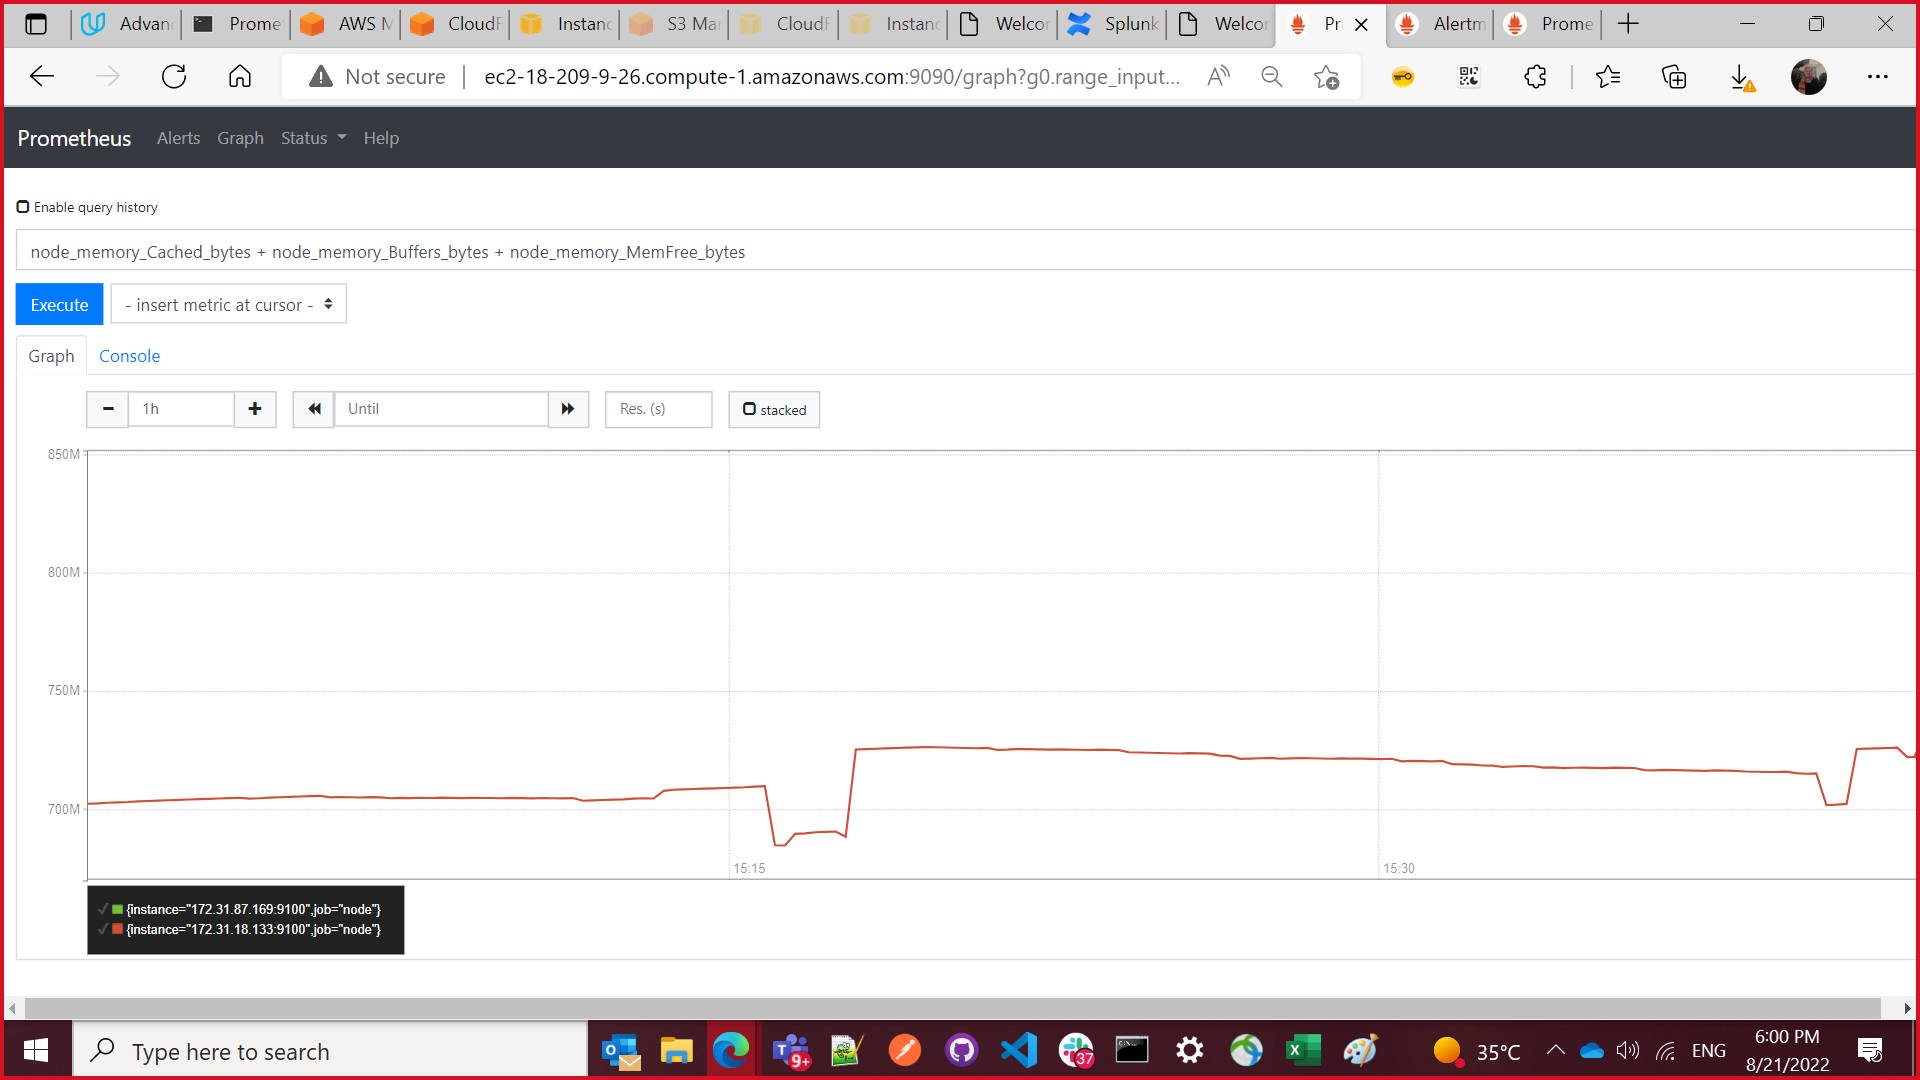 Advan
Prome
AWS M
CloudF
Instanc
S3 Mar
CloudF
Instanc
Welcor
Splunk
Welcor
Pr
Alertm
Prome
Not secure
ec2-18-209-9-26.compute-1.amazonaws.com:9090/graph?g0.range_input...
Prometheus Alerts Graph Status Help
Enable query history
node_memory_Cached_bytes + node_memory_Buffers_bytes + node_memory_MemFree_bytes
Execute - insert metric at cursor -
Graph Console
1h Until Res. (s) stacked
850M
800M
750M
700M
15:15 15:30
{instance="172.31.87.169:9100",job="node"}
{instance="172.31.18.133:9100",job="node"}
Type here to search
9+
37
35°C
ENG
6:00 PM
8/21/2022